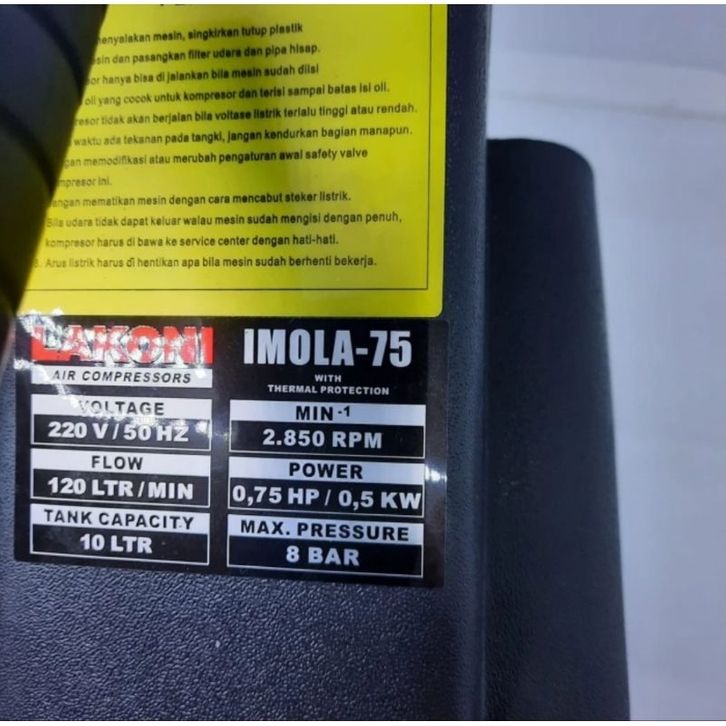 menyalakan mesin, singkirkan tutup plastik
sin dan pasangkan filter udara dan pipa hisap.
or hanya bisa di jalankan bila mesin sudah diisi
oli yang cocok untuk kompresor dan terisi sampai batas isi oli.
resor tidak akan berjalan bila voltase listrik terlalu tinggi atau rendah.
waktu ada tekanan pada tangki, jangan kendurkan bagian manapun.
memodifikasi atau merubah pengaturan awal safety valve
mpresor ini.
angan mematikan mesin dengan cara mencabut steker listrik.
Bila udara tidak dapat keluar walau mesin sudah mengisi dengan penuh,
kompresor harus di bawa ke service center dengan hati-hati.
Arus listrik harus di hentikan apa bila mesin sudah berhenti bekerja.
LAKONI
AIR COMPRESSORS
IMOLA-75
WITH
THERMAL PROTECTION
VOLTAGE
220 V / 50 HZ
MIN -1
2.850 RPM
FLOW
120 LTR / MIN
POWER
0,75 HP / 0,5 KW
TANK CAPACITY
10 LTR
MAX. PRESSURE
8 BAR